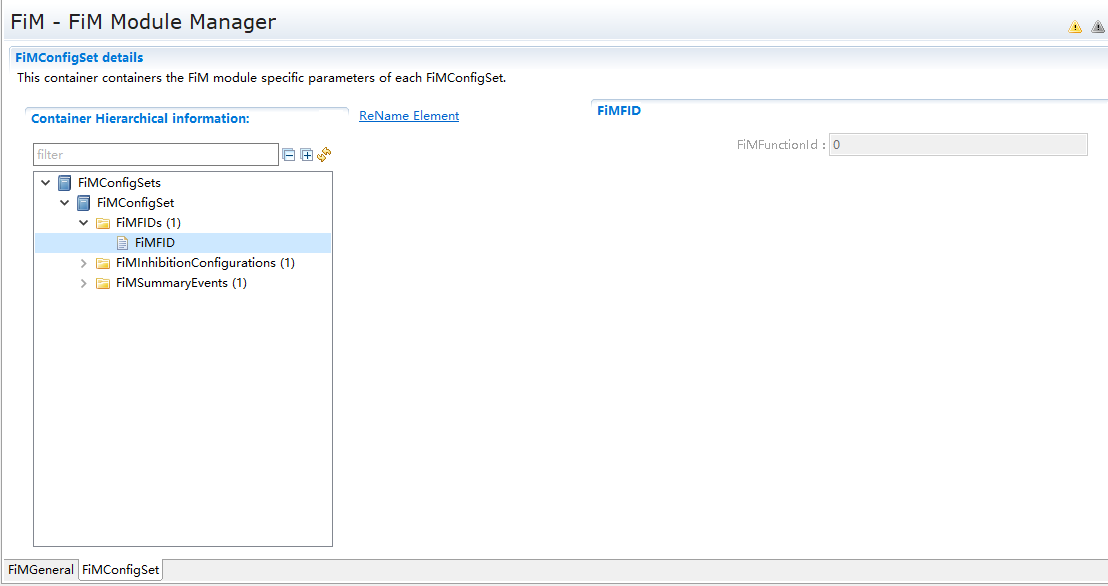 FiM - FiM Module Manager
FiMConfigSet details
This container containers the FiM module specific parameters of each FiMConfigSet.
Container Hierarchical information:
ReName Element
FiMFID
filter
FiMFunctionId : 0
FiMConfigSets
FiMConfigSet
FiMFIDs (1)
FiMFID
FiMInhibitionConfigurations (1)
FiMSummaryEvents (1)
FiMGeneral FiMConfigSet